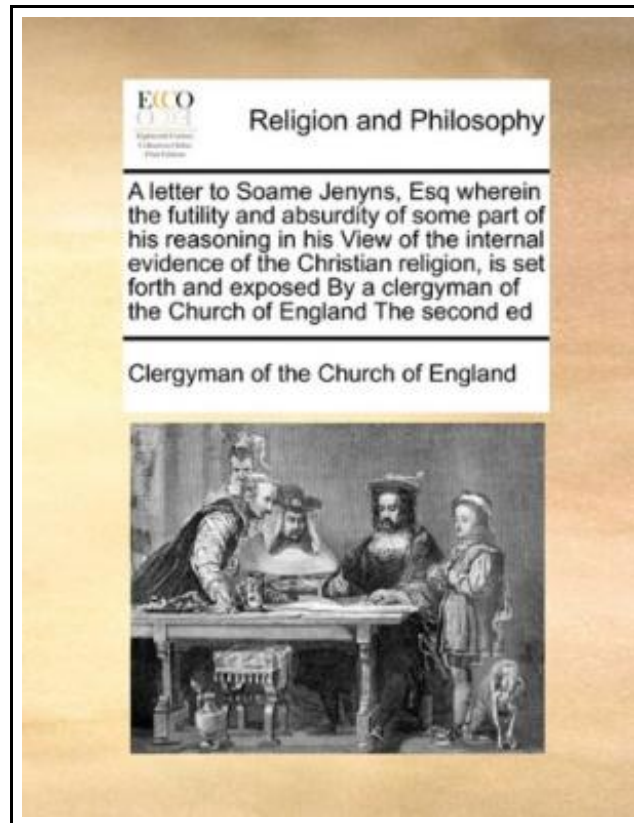 ECCO
Religion and Philosophy
A letter to Soame Jenyns, Esq wherein
the futility and absurdity of some part of
his reasoning in his View of the internal
evidence of the Christian religion, is set
forth and exposed By a clergyman of
the Church of England The second ed
Clergyman of the Church of England